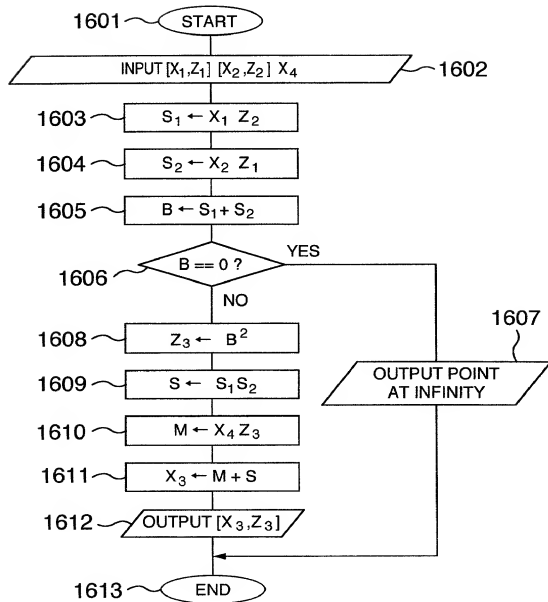 1601 START
INPUT [X₁,Z₁] [X₂,Z₂] X₄ 1602
1603 S₁ ← X₁ Z₂
1604 S₂ ← X₂ Z₁
1605 B ← S₁ + S₂
1606 B == 0 ? YES
NO
1607
1608 Z₃ ← B²
OUTPUT POINT
AT INFINITY
1609 S ← S₁S₂
1610 M ← X₄ Z₃
1611 X₃ ← M + S
1612 OUTPUT [X₃,Z₃]
1613 END